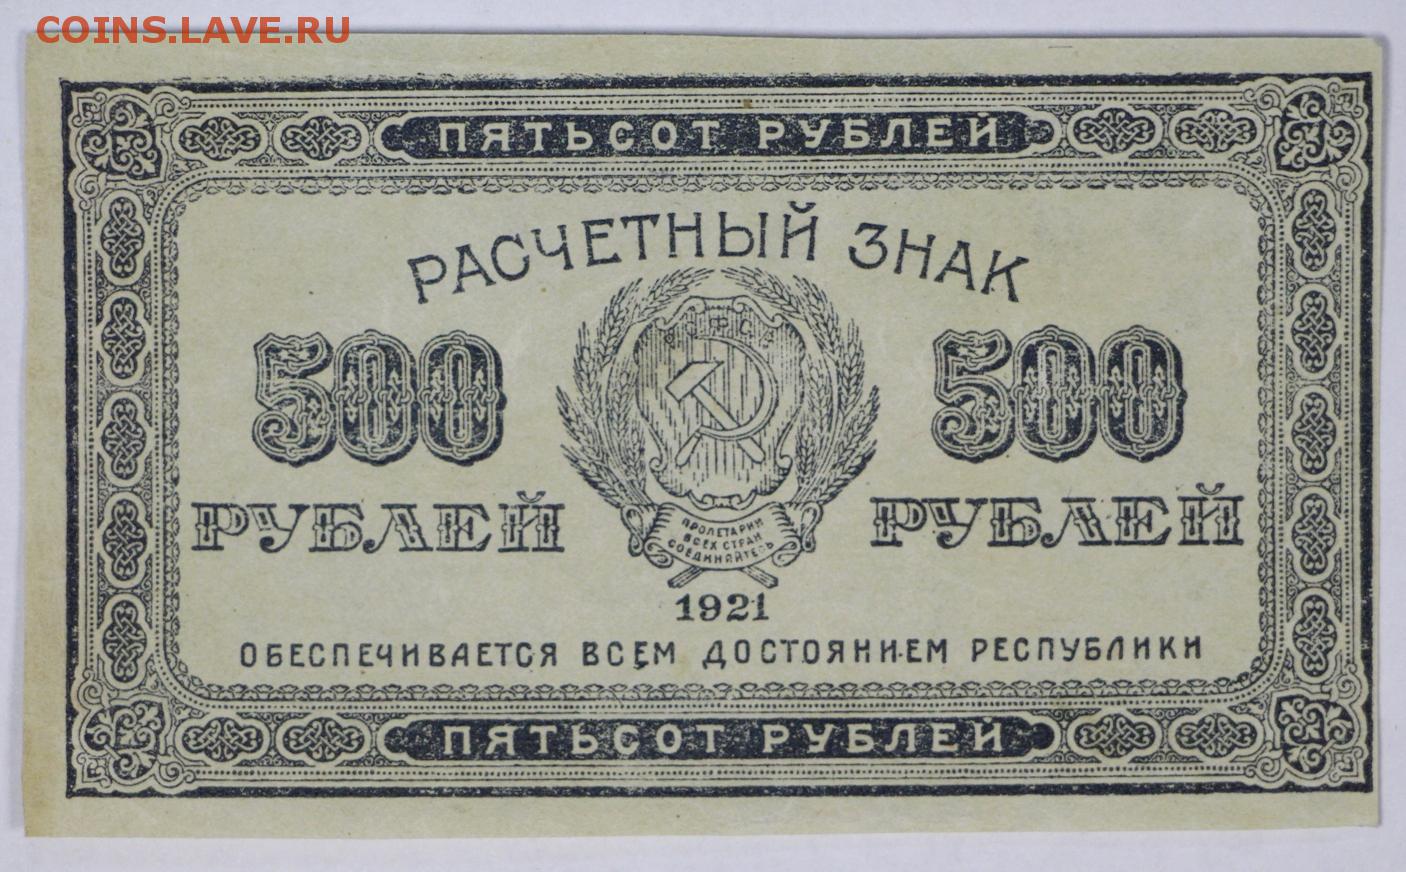 COINS.LAVE.RU
ПЯТЬСОТ РУБЛЕЙ
РАСЧЕТНЫЙ ЗНАК
500 500
РУБЛЕЙ РУБЛЕЙ
ПРОЛЕТАРИИ
ВСЕХ СТРАН
СОЕДИНЯЙТЕСЬ
1921
ОБЕСПЕЧИВАЕТСЯ ВСЕМ ДОСТОЯНИЕМ РЕСПУБЛИКИ
ПЯТЬСОТ РУБЛЕЙ